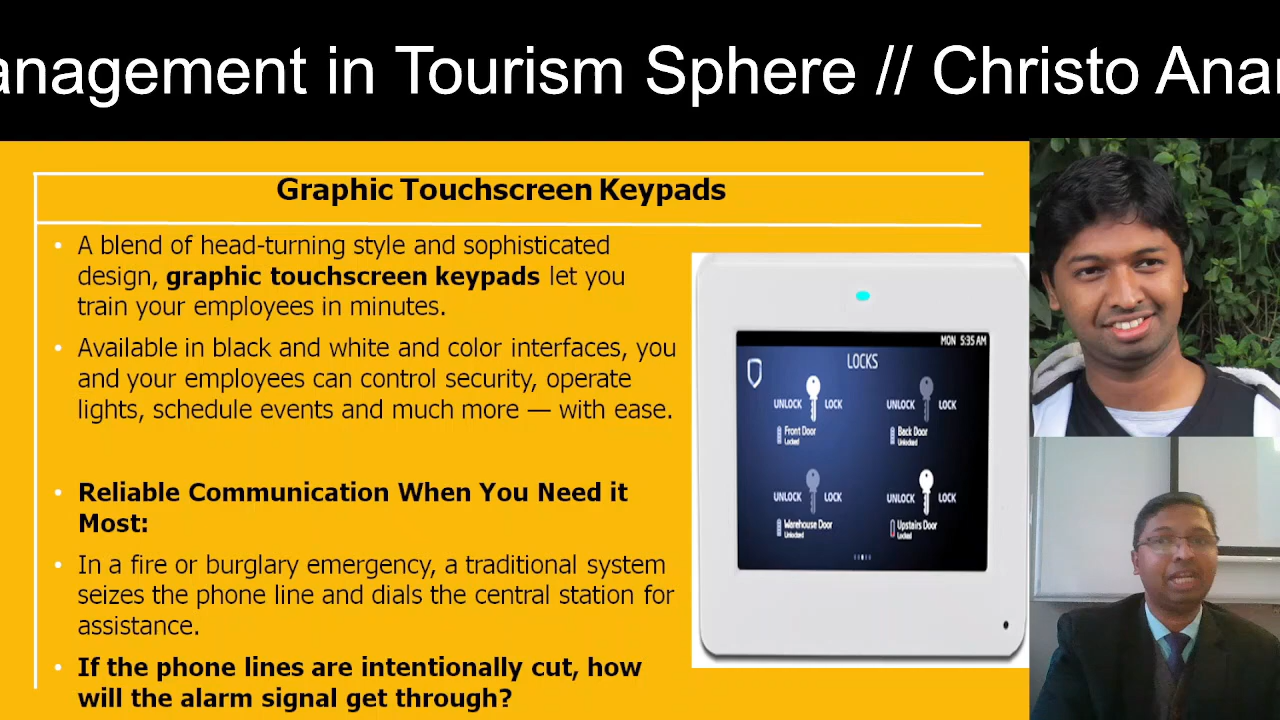 anagement in Tourism Sphere // Christo Anan
Graphic Touchscreen Keypads
• A blend of head-turning style and sophisticated
design, graphic touchscreen keypads let you
train your employees in minutes.
• Available in black and white and color interfaces, you
and your employees can control security, operate
lights, schedule events and much more — with ease.
• Reliable Communication When You Need it
Most:
• In a fire or burglary emergency, a traditional system
seizes the phone line and dials the central station for
assistance.
• If the phone lines are intentionally cut, how
will the alarm signal get through?
MON 5:35 AM
LOCKS
UNLOCK LOCK
UNLOCK LOCK
Front Door
Locked
Back Door
Unlocked
UNLOCK LOCK
UNLOCK LOCK
Warehouse Door
Unlocked
Upstairs Door
Locked